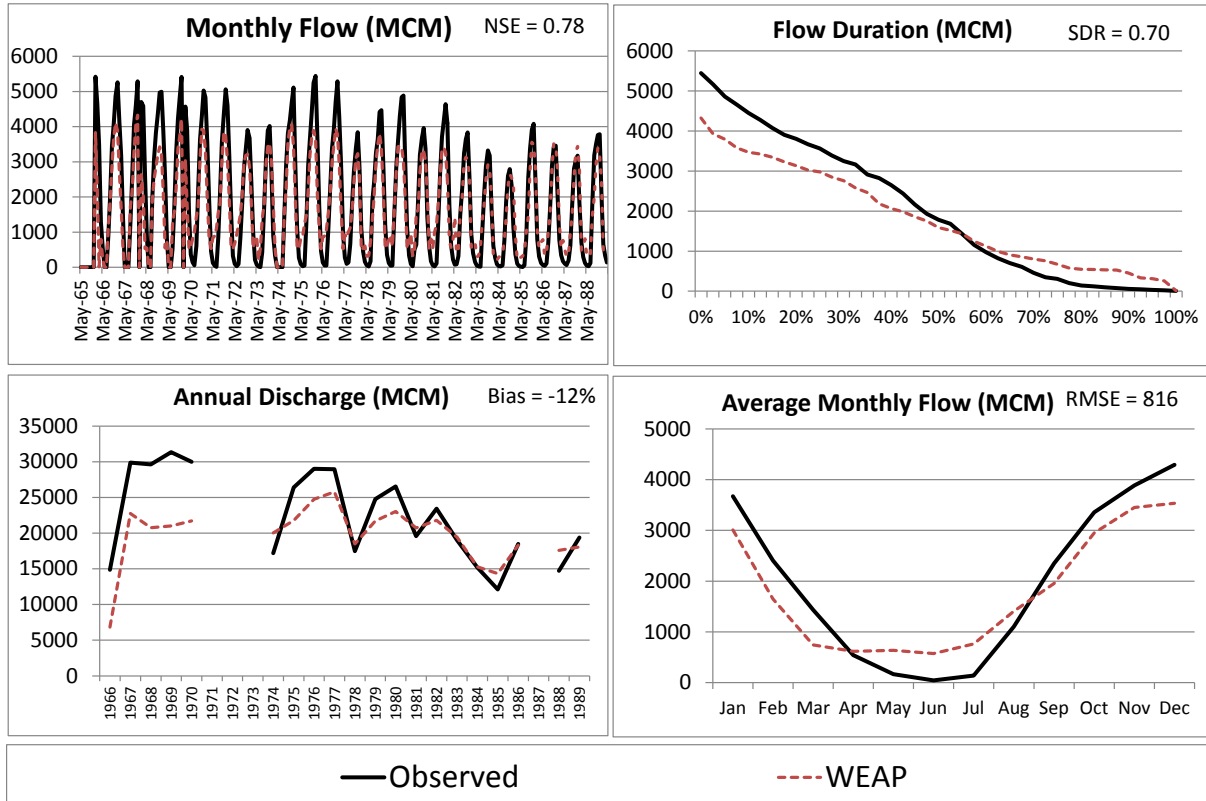 Monthly Flow (MCM) NSE = 0.78
6000
5000
4000
3000
2000
1000
0
May-65
May-66
May-67
May-68
May-69
May-70
May-71
May-72
May-73
May-74
May-75
May-76
May-77
May-78
May-79
May-80
May-81
May-82
May-83
May-84
May-85
May-86
May-87
May-88
Flow Duration (MCM) SDR = 0.70
6000
5000
4000
3000
2000
1000
0
0% 10% 20% 30% 40% 50% 60% 70% 80% 90% 100%
Annual Discharge (MCM) Bias = -12%
35000
30000
25000
20000
15000
10000
5000
0
1966
1967
1968
1969
1970
1971
1972
1973
1974
1975
1976
1977
1978
1979
1980
1981
1982
1983
1984
1985
1986
1987
1988
1989
Average Monthly Flow (MCM) RMSE = 816
5000
4000
3000
2000
1000
0
Jan Feb Mar Apr May Jun Jul Aug Sep Oct Nov Dec
Observed WEAP